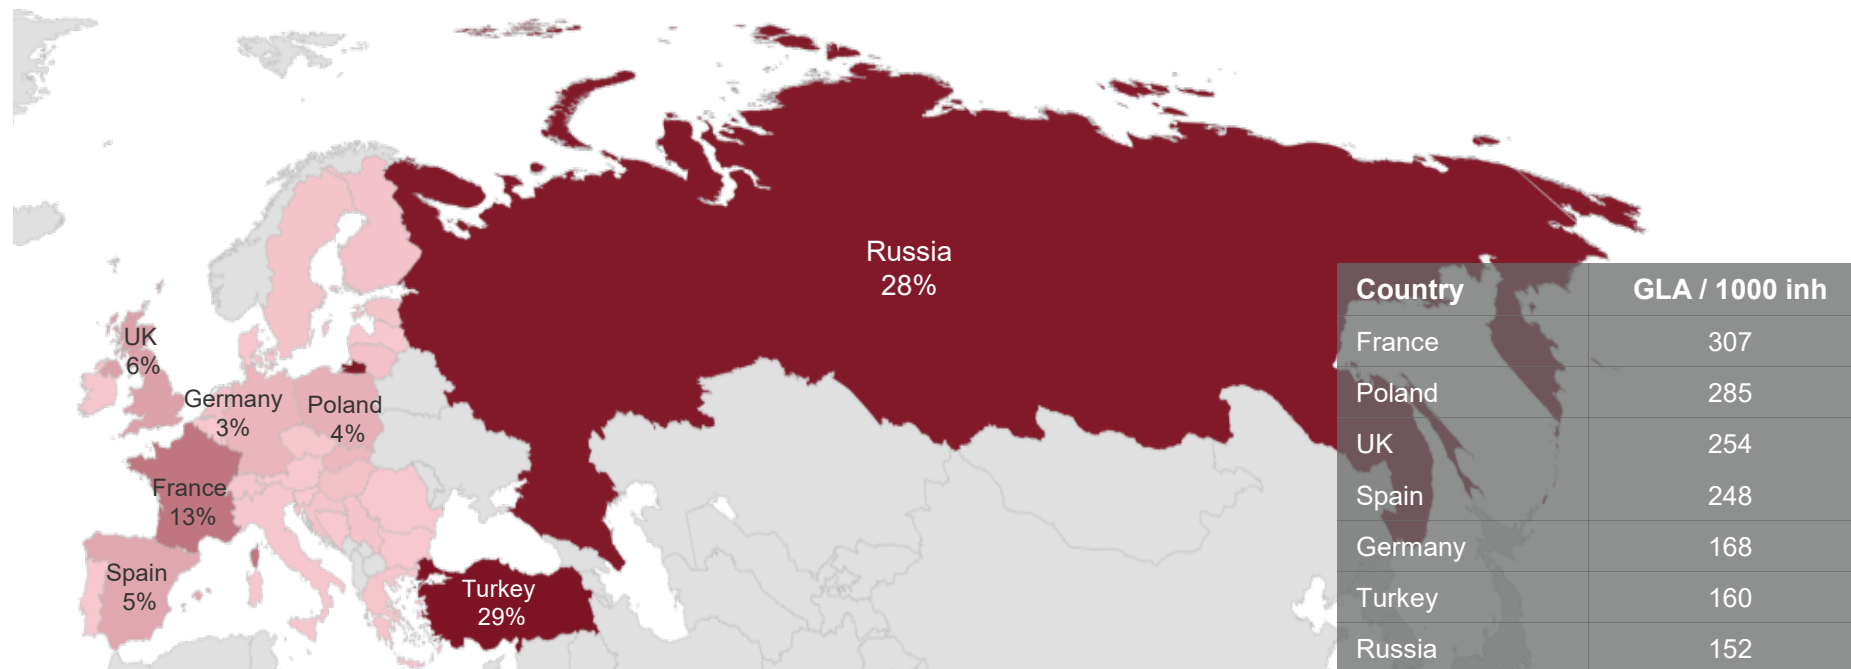 Russia
28%
UK
6%
Germany
3%
Poland
4%
France
13%
Spain
5%
Turkey
29%
Country GLA / 1000 inh
France 307
Poland 285
UK 254
Spain 248
Germany 168
Turkey 160
Russia 152